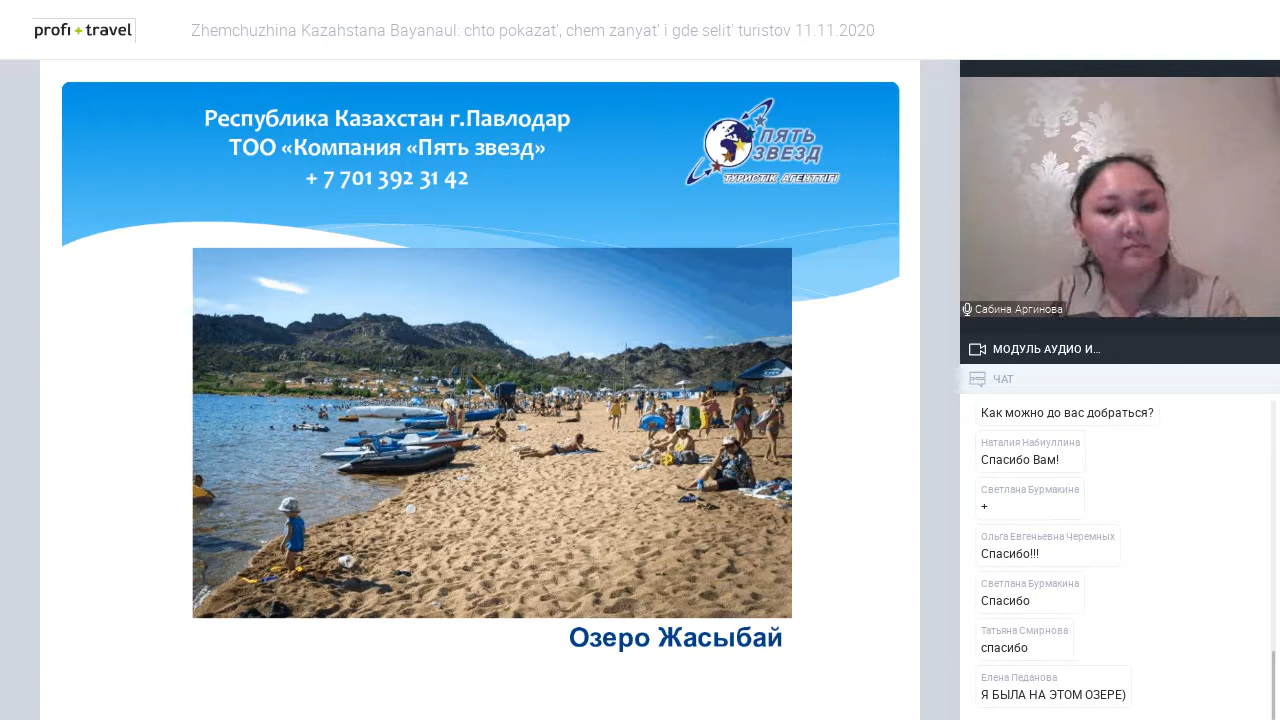 profi + travel
Zhemchuzhina Kazahstana Bayanaul: chto pokazat', chem zanyat' i gde selit' turistov 11.11.2020
Республика Казахстан г.Павлодар
ТОО «Компания «Пять звезд»
+ 7 701 392 31 42
ПЯТЬ
ЗВЕЗД
ТУРИСТІК АГЕНТТІГІ
Озеро Жасыбай
Сабина Аргинова
МОДУЛЬ АУДИО И...
ЧАТ
Как можно до вас добраться?
Наталия Набиуллина
Спасибо Вам!
Светлана Бурмакина
+
Ольга Евгеньевна Черемных
Спасибо!!!
Светлана Бурмакина
Спасибо
Татьяна Смирнова
спасибо
Елена Педанова
Я БЫЛА НА ЭТОМ ОЗЕРЕ)